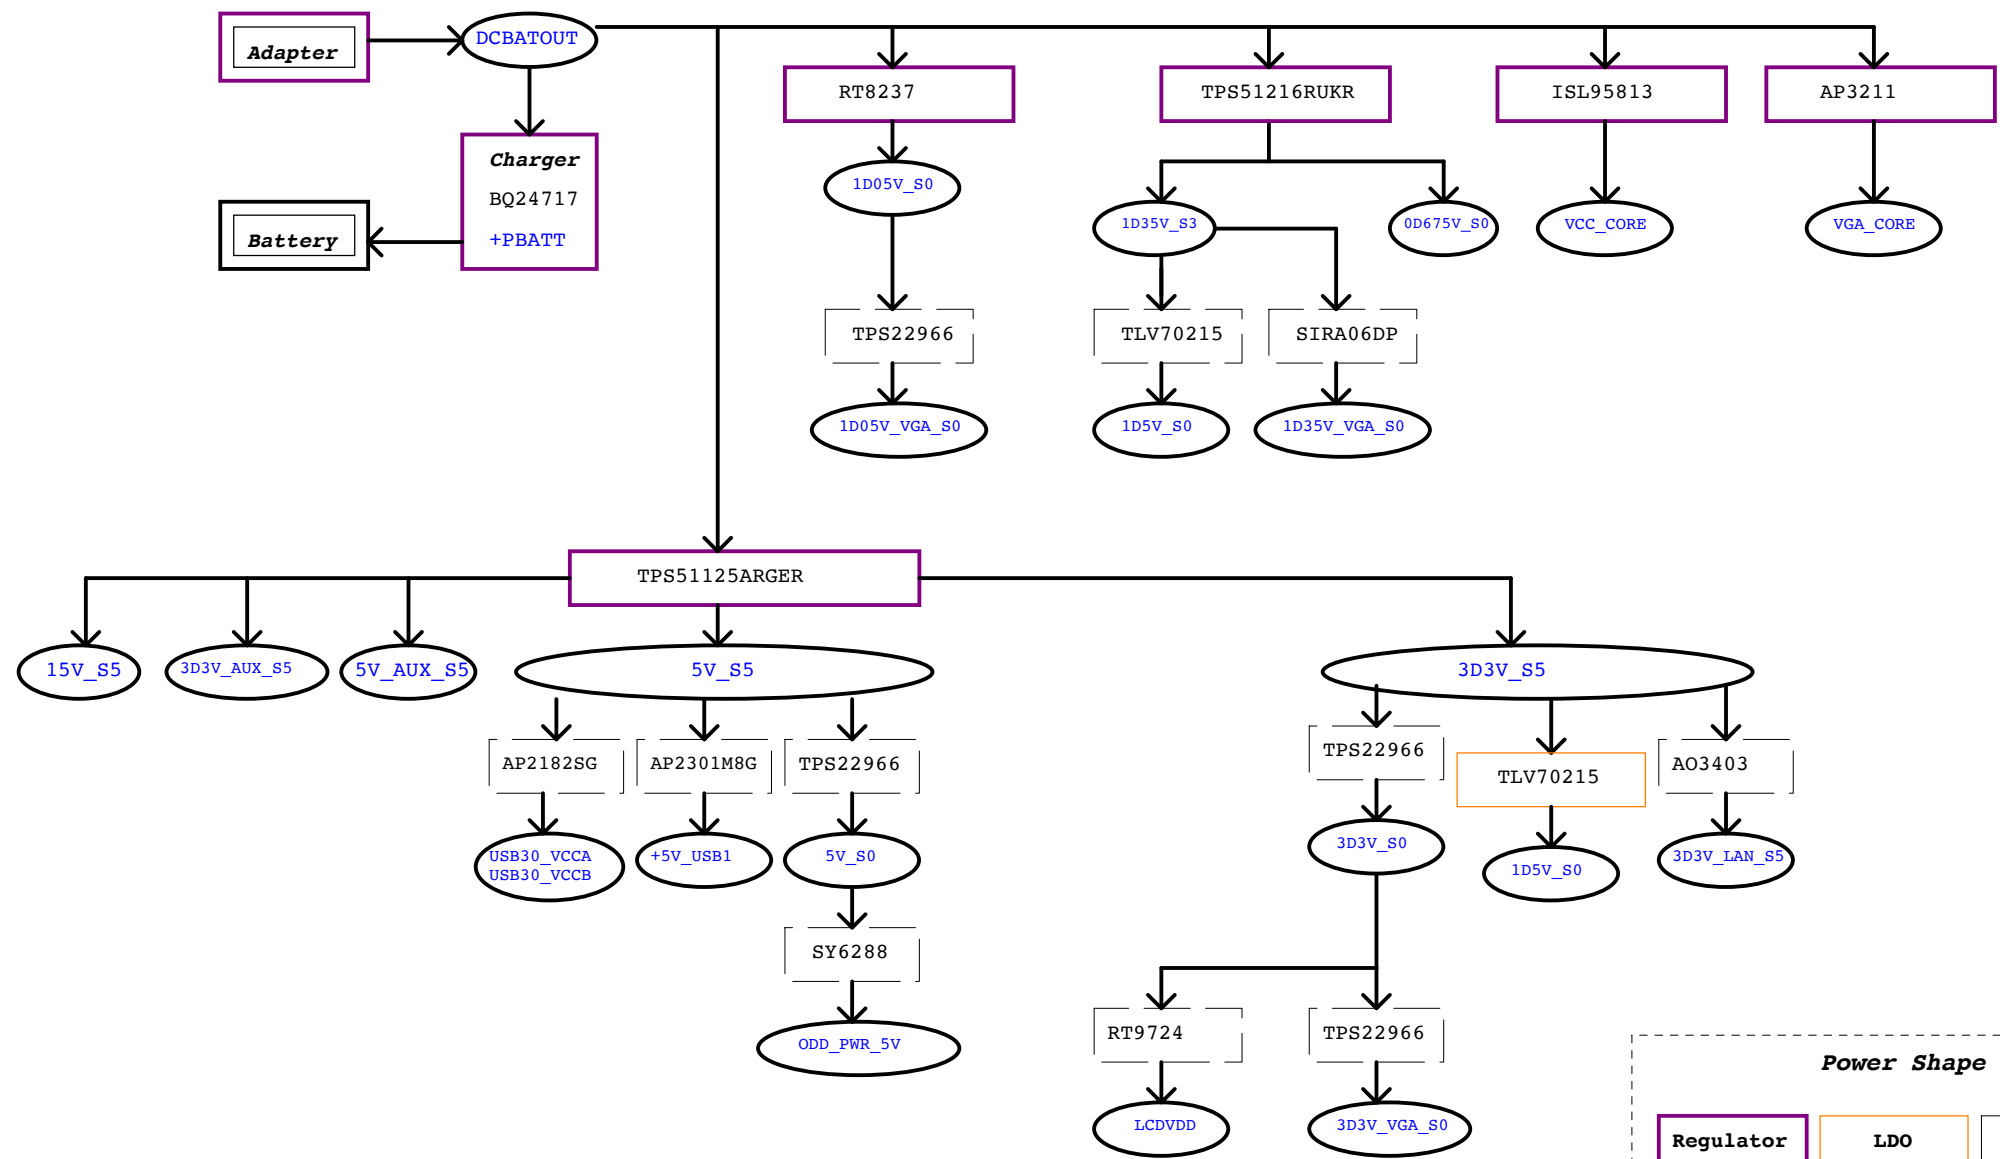 Adapter
DCBATOUT
RT8237
TPS51216RUKR
ISL95813
AP3211
Charger
BQ24717
+PBATT
Battery
1D05V_S0
1D35V_S3
0D675V_S0
VCC_CORE
VGA_CORE
TPS22966
TLV70215
SIRA06DP
1D05V_VGA_S0
1D5V_S0
1D35V_VGA_S0
TPS51125ARGER
15V_S5
3D3V_AUX_S5
5V_AUX_S5
5V_S5
3D3V_S5
AP2182SG
AP2301M8G
TPS22966
TPS22966
TLV70215
AO3403
USB30_VCCA
USB30_VCCB
+5V_USB1
5V_S0
3D3V_S0
1D5V_S0
3D3V_LAN_S5
SY6288
ODD_PWR_5V
RT9724
TPS22966
LCDVDD
3D3V_VGA_S0
Power Shape
Regulator
LDO